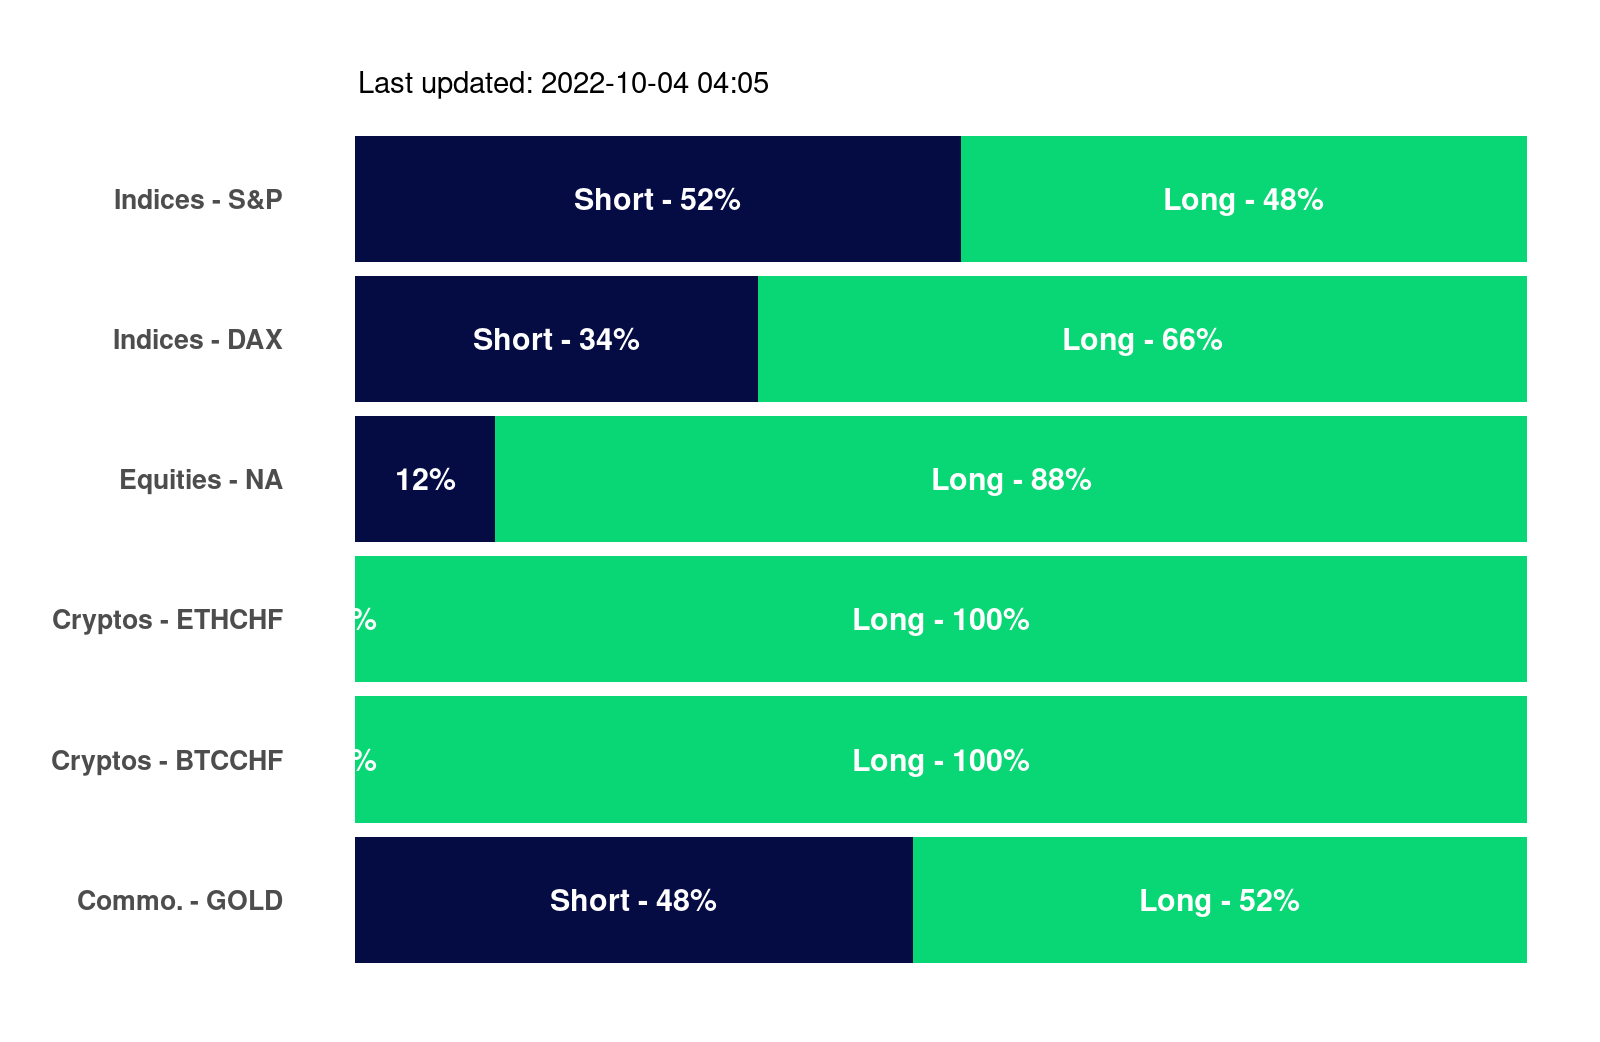 Last updated: 2022-10-04 04:05
Indices - S&P Short - 52% Long - 48%
Indices - DAX Short - 34% Long - 66%
Equities - NA 12% Long - 88%
Cryptos - ETHCHF % Long - 100%
Cryptos - BTCCHF % Long - 100%
Commo. - GOLD Short - 48% Long - 52%